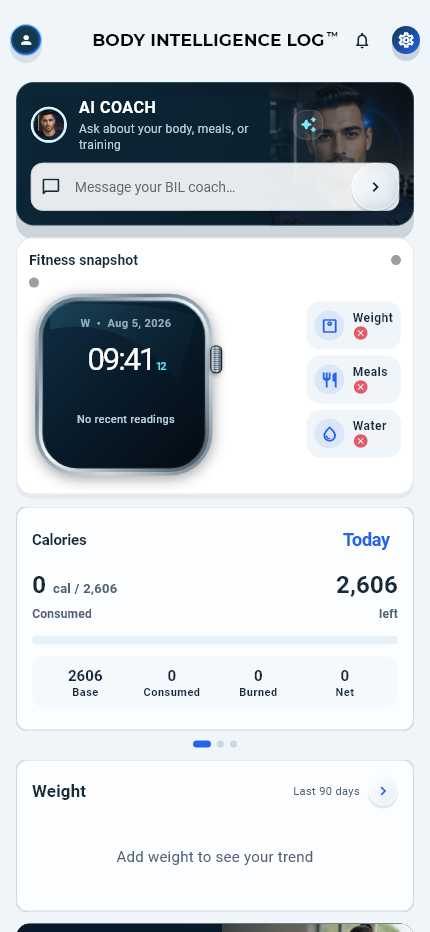 BODY INTELLIGENCE LOG™
AI COACH
Ask about your body, meals, or
training
Message your BIL coach…
Fitness snapshot
W • Aug 5, 2026
09:41 12
No recent readings
Weight
Meals
Water
Calories
Today
0 cal / 2,606
2,606
Consumed
left
2606
0
0
0
Base
Consumed
Burned
Net
Weight
Last 90 days
Add weight to see your trend